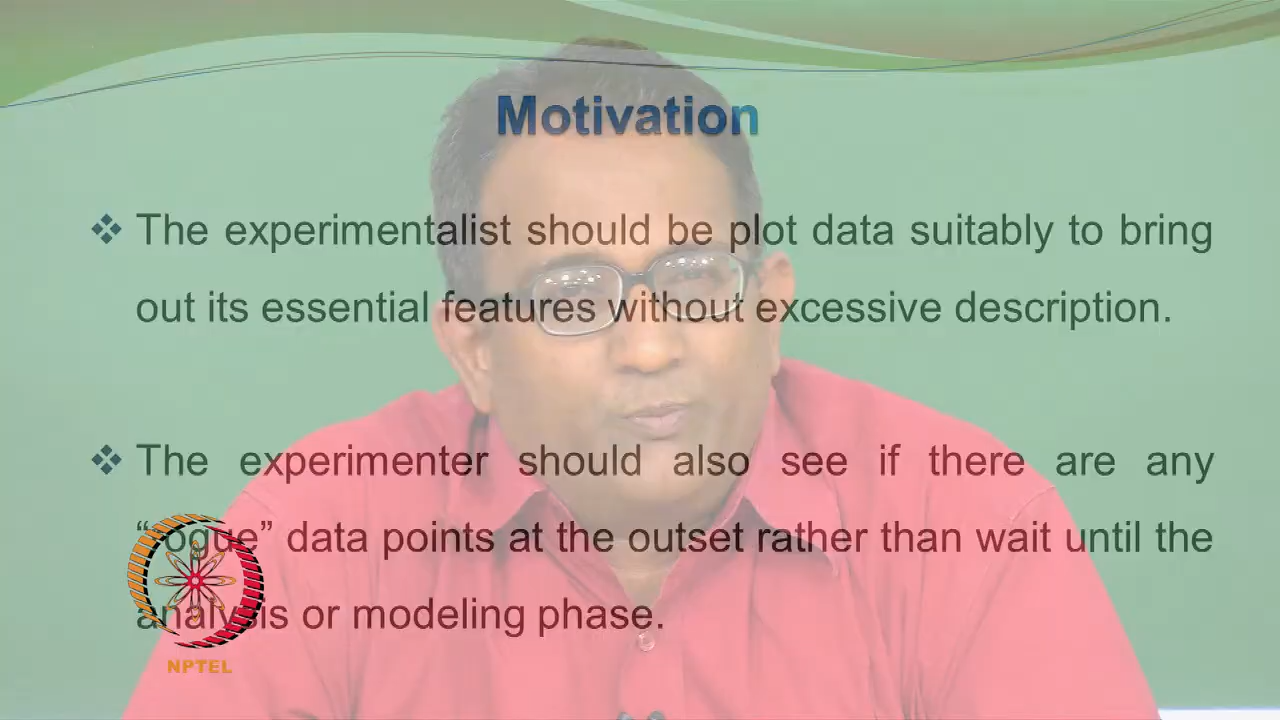 Motivation
❖ The experimentalist should be plot data suitably to bring
out its essential features without excessive description.
❖ The experimenter should also see if there are any
“rogue” data points at the outset rather than wait until the
analysis or modeling phase.
NPTEL